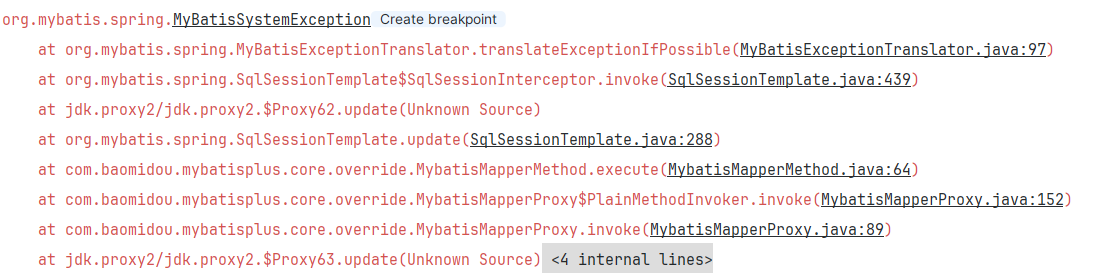 org.mybatis.spring.MyBatisSystemException Create breakpoint
at org.mybatis.spring.MyBatisExceptionTranslator.translateExceptionIfPossible(MyBatisExceptionTranslator.java:97)
at org.mybatis.spring.SqlSessionTemplate$SqlSessionInterceptor.invoke(SqlSessionTemplate.java:439)
at jdk.proxy2/jdk.proxy2.$Proxy62.update(Unknown Source)
at org.mybatis.spring.SqlSessionTemplate.update(SqlSessionTemplate.java:288)
at com.baomidou.mybatisplus.core.override.MybatisMapperMethod.execute(MybatisMapperMethod.java:64)
at com.baomidou.mybatisplus.core.override.MybatisMapperProxy$PlainMethodInvoker.invoke(MybatisMapperProxy.java:152)
at com.baomidou.mybatisplus.core.override.MybatisMapperProxy.invoke(MybatisMapperProxy.java:89)
at jdk.proxy2/jdk.proxy2.$Proxy63.update(Unknown Source) <4 internal lines>